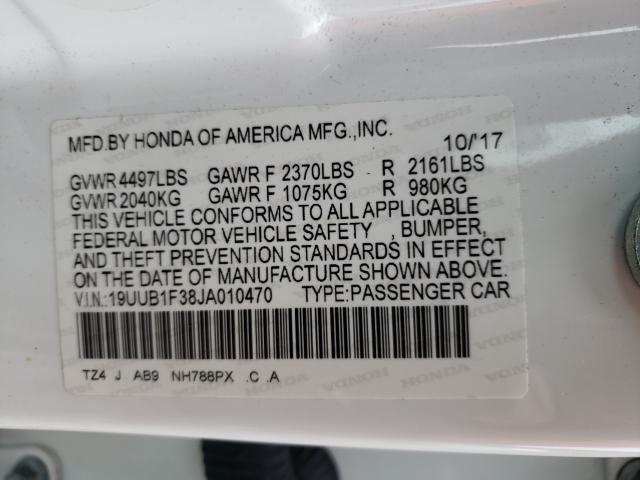 MFD. BY HONDA OF AMERICA MFG., INC. 10/'17
GVWR 4497LBS GAWR F 2370LBS R 2161LBS
GVWR 2040KG GAWR F 1075KG R 980KG
THIS VEHICLE CONFORMS TO ALL APPLICABLE
FEDERAL MOTOR VEHICLE SAFETY , BUMPER,
AND THEFT PREVENTION STANDARDS IN EFFECT
ON THE DATE OF MANUFACTURE SHOWN ABOVE.
V.I.N.: 19UUB1F38JA010470 TYPE: PASSENGER CAR
TZ4 J AB9 NH788PX .C .A